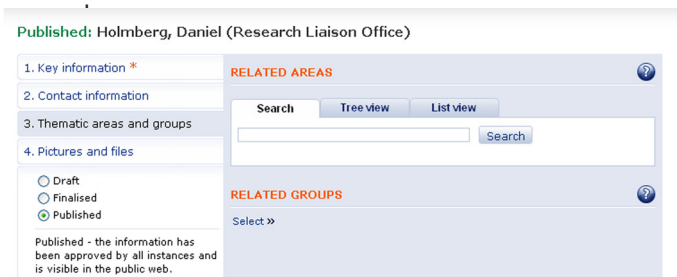 Published: Holmberg, Daniel (Research Liaison Office)
1. Key information *
2. Contact information
3. Thematic areas and groups
4. Pictures and files
Draft
Finalised
Published
Published - the information has
been approved by all instances and
is visible in the public web.
RELATED AREAS
?
Search Tree view List view
Search
RELATED GROUPS
?
Select »